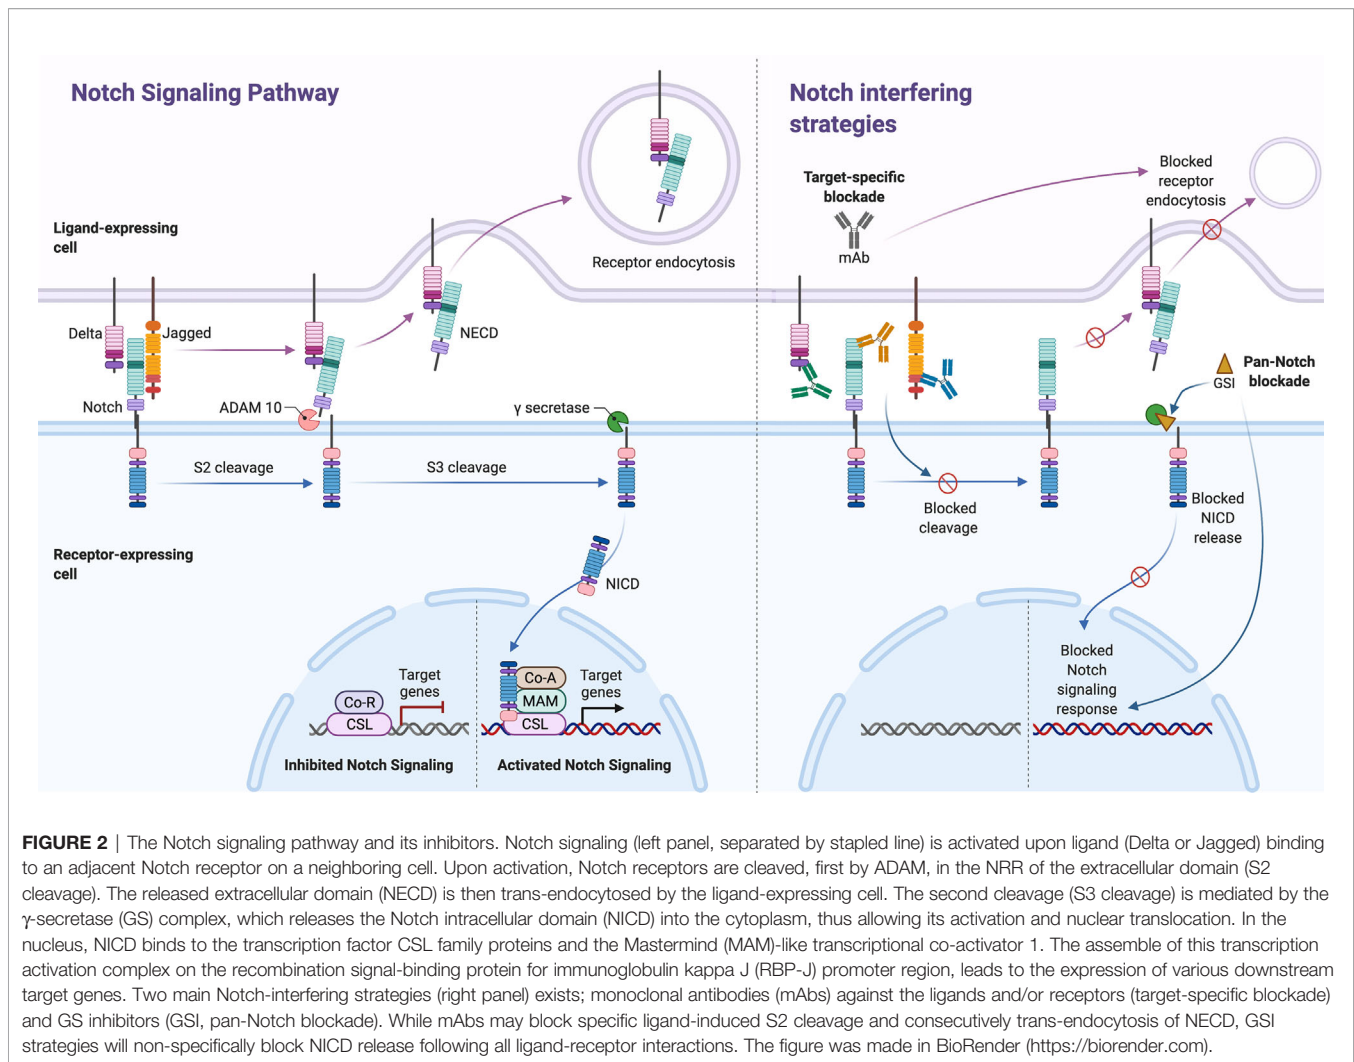 Notch Signaling Pathway
Ligand-expressing
cell
Delta
Jagged
Notch
ADAM 10
NECD
Receptor endocytosis
γ secretase
S2 cleavage
S3 cleavage
Receptor-expressing
cell
NICD
Target
genes
Co-R
CSL
Inhibited Notch Signaling
Co-A
MAM
CSL
Target
genes
Activated Notch Signaling
Notch interfering
strategies
Target-specific
blockade
mAb
Blocked
receptor
endocytosis
Pan-Notch
blockade
GSI
Blocked
cleavage
Blocked
NICD
release
Blocked
Notch
signaling
response
FIGURE 2 | The Notch signaling pathway and its inhibitors. Notch signaling (left panel, separated by stapled line) is activated upon ligand (Delta or Jagged) binding
to an adjacent Notch receptor on a neighboring cell. Upon activation, Notch receptors are cleaved, first by ADAM, in the NRR of the extracellular domain (S2
cleavage). The released extracellular domain (NECD) is then trans-endocytosed by the ligand-expressing cell. The second cleavage (S3 cleavage) is mediated by the
γ-secretase (GS) complex, which releases the Notch intracellular domain (NICD) into the cytoplasm, thus allowing its activation and nuclear translocation. In the
nucleus, NICD binds to the transcription factor CSL family proteins and the Mastermind (MAM)-like transcriptional co-activator 1. The assemble of this transcription
activation complex on the recombination signal-binding protein for immunoglobulin kappa J (RBP-J) promoter region, leads to the expression of various downstream
target genes. Two main Notch-interfering strategies (right panel) exists; monoclonal antibodies (mAbs) against the ligands and/or receptors (target-specific blockade)
and GS inhibitors (GSI, pan-Notch blockade). While mAbs may block specific ligand-induced S2 cleavage and consecutively trans-endocytosis of NECD, GSI
strategies will non-specifically block NICD release following all ligand-receptor interactions. The figure was made in BioRender (https://biorender.com).